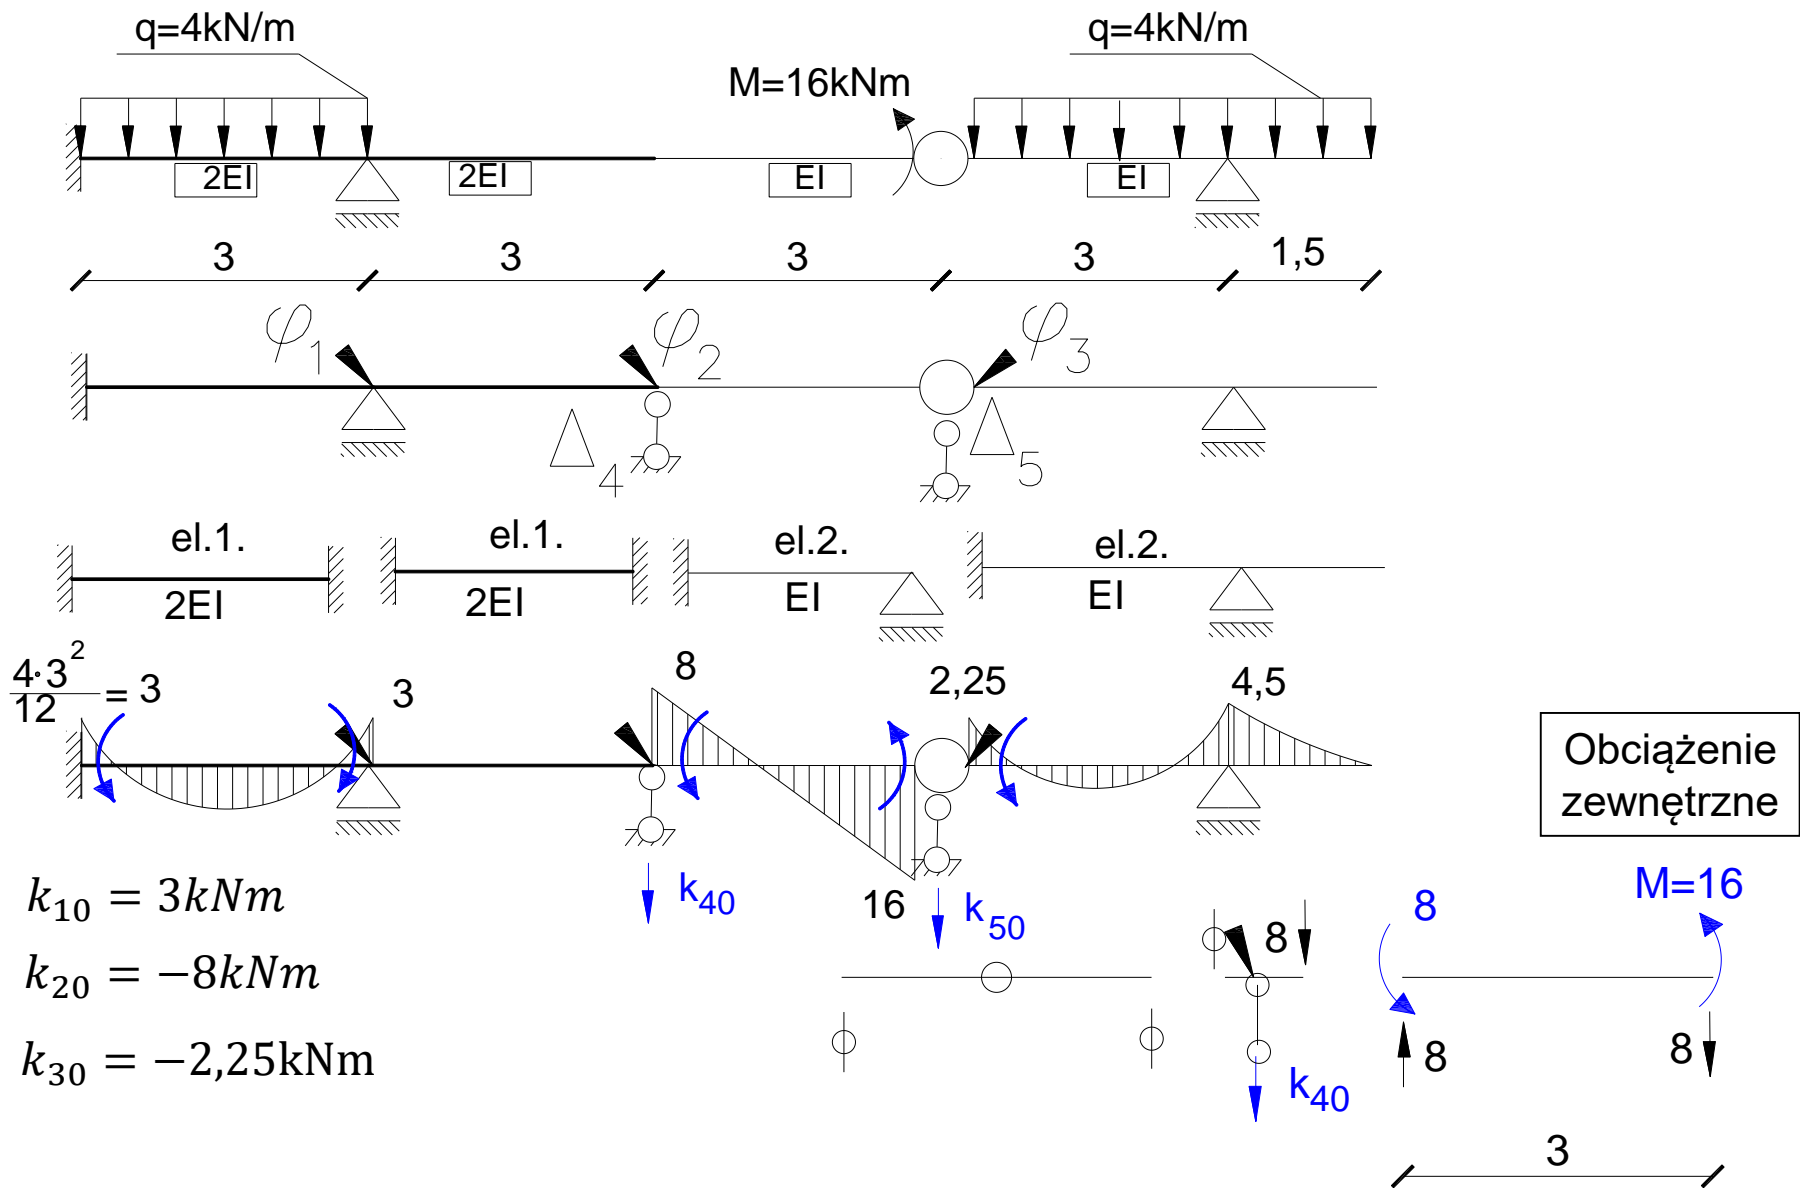 q=4kN/m
q=4kN/m
M=16kNm
2EI
2EI
EI
EI
3
3
3
3
1,5
φ1
φ2
φ3
Δ4
Δ5
el.1.
el.1.
el.2.
el.2.
2EI
2EI
EI
EI
4·3²/12 = 3
3
8
2,25
4,5
Obciążenie
zewnętrzne
k₁₀ = 3kNm
k40
16
k50
8
8
M=16
k₂₀ = −8kNm
k₃₀ = −2,25kNm
8
8
k40
3